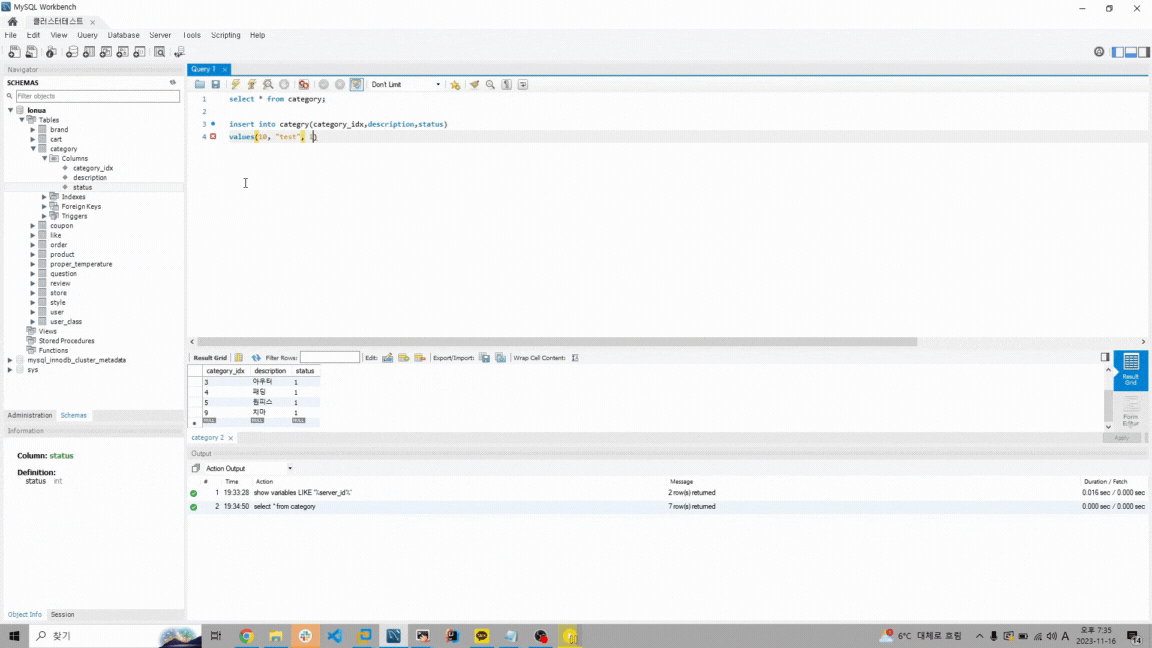 MySQL Workbench
클러스터테스트
File Edit View Query Database Server Tools Scripting Help
Navigator
SCHEMAS
Filter objects
lonua
Tables
brand
cart
category
Columns
category_idx
description
status
Indexes
Foreign Keys
Triggers
coupon
like
order
product
proper_temperature
question
review
store
style
user
user_class
Views
Stored Procedures
Functions
mysql_innodb_cluster_metadata
sys
Administration Schemas
Information
Column: status
Definition:
status int
Object Info Session
Query 1
Don't Limit
1 select * from category;
2
3 insert into categry(category_idx,description,status)
4 values(10, "test", 1)
Result Grid Filter Rows: Edit: Export/Import: Wrap Cell Content:
category_idx description status
3 아우터 1
4 패딩 1
5 원피스 1
9 치마 1
NULL NULL NULL
Result Grid
Form Editor
category 2
Apply
Output
Action Output
# Time Action Message Duration / Fetch
1 19:33:28 show variables LIKE '%server_id%' 2 row(s) returned 0.016 sec / 0.000 sec
2 19:34:50 select * from category 7 row(s) returned 0.000 sec / 0.000 sec
찾기
6°C 대체로 흐림
A
오후 7:35
2023-11-16
14